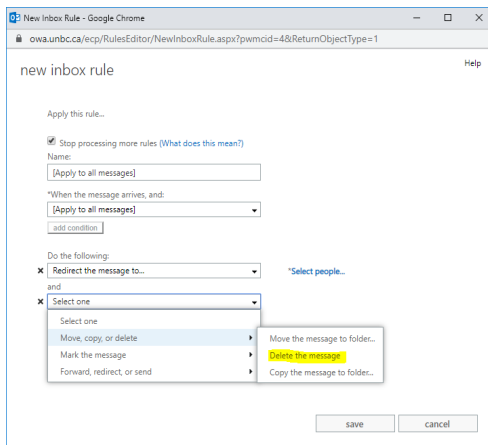 New Inbox Rule - Google Chrome
owa.unbc.ca/ecp/RulesEditor/NewInboxRule.aspx?pwmcid=4&ReturnObjectType=1
Help
new inbox rule
Apply this rule...
Stop processing more rules (What does this mean?)
Name:
[Apply to all messages]
*When the message arrives, and:
[Apply to all messages]
add condition
Do the following:
Redirect the message to... *Select people...
and
Select one
Select one
Move, copy, or delete Move the message to folder...
Mark the message Delete the message
Forward, redirect, or send Copy the message to folder...
save cancel